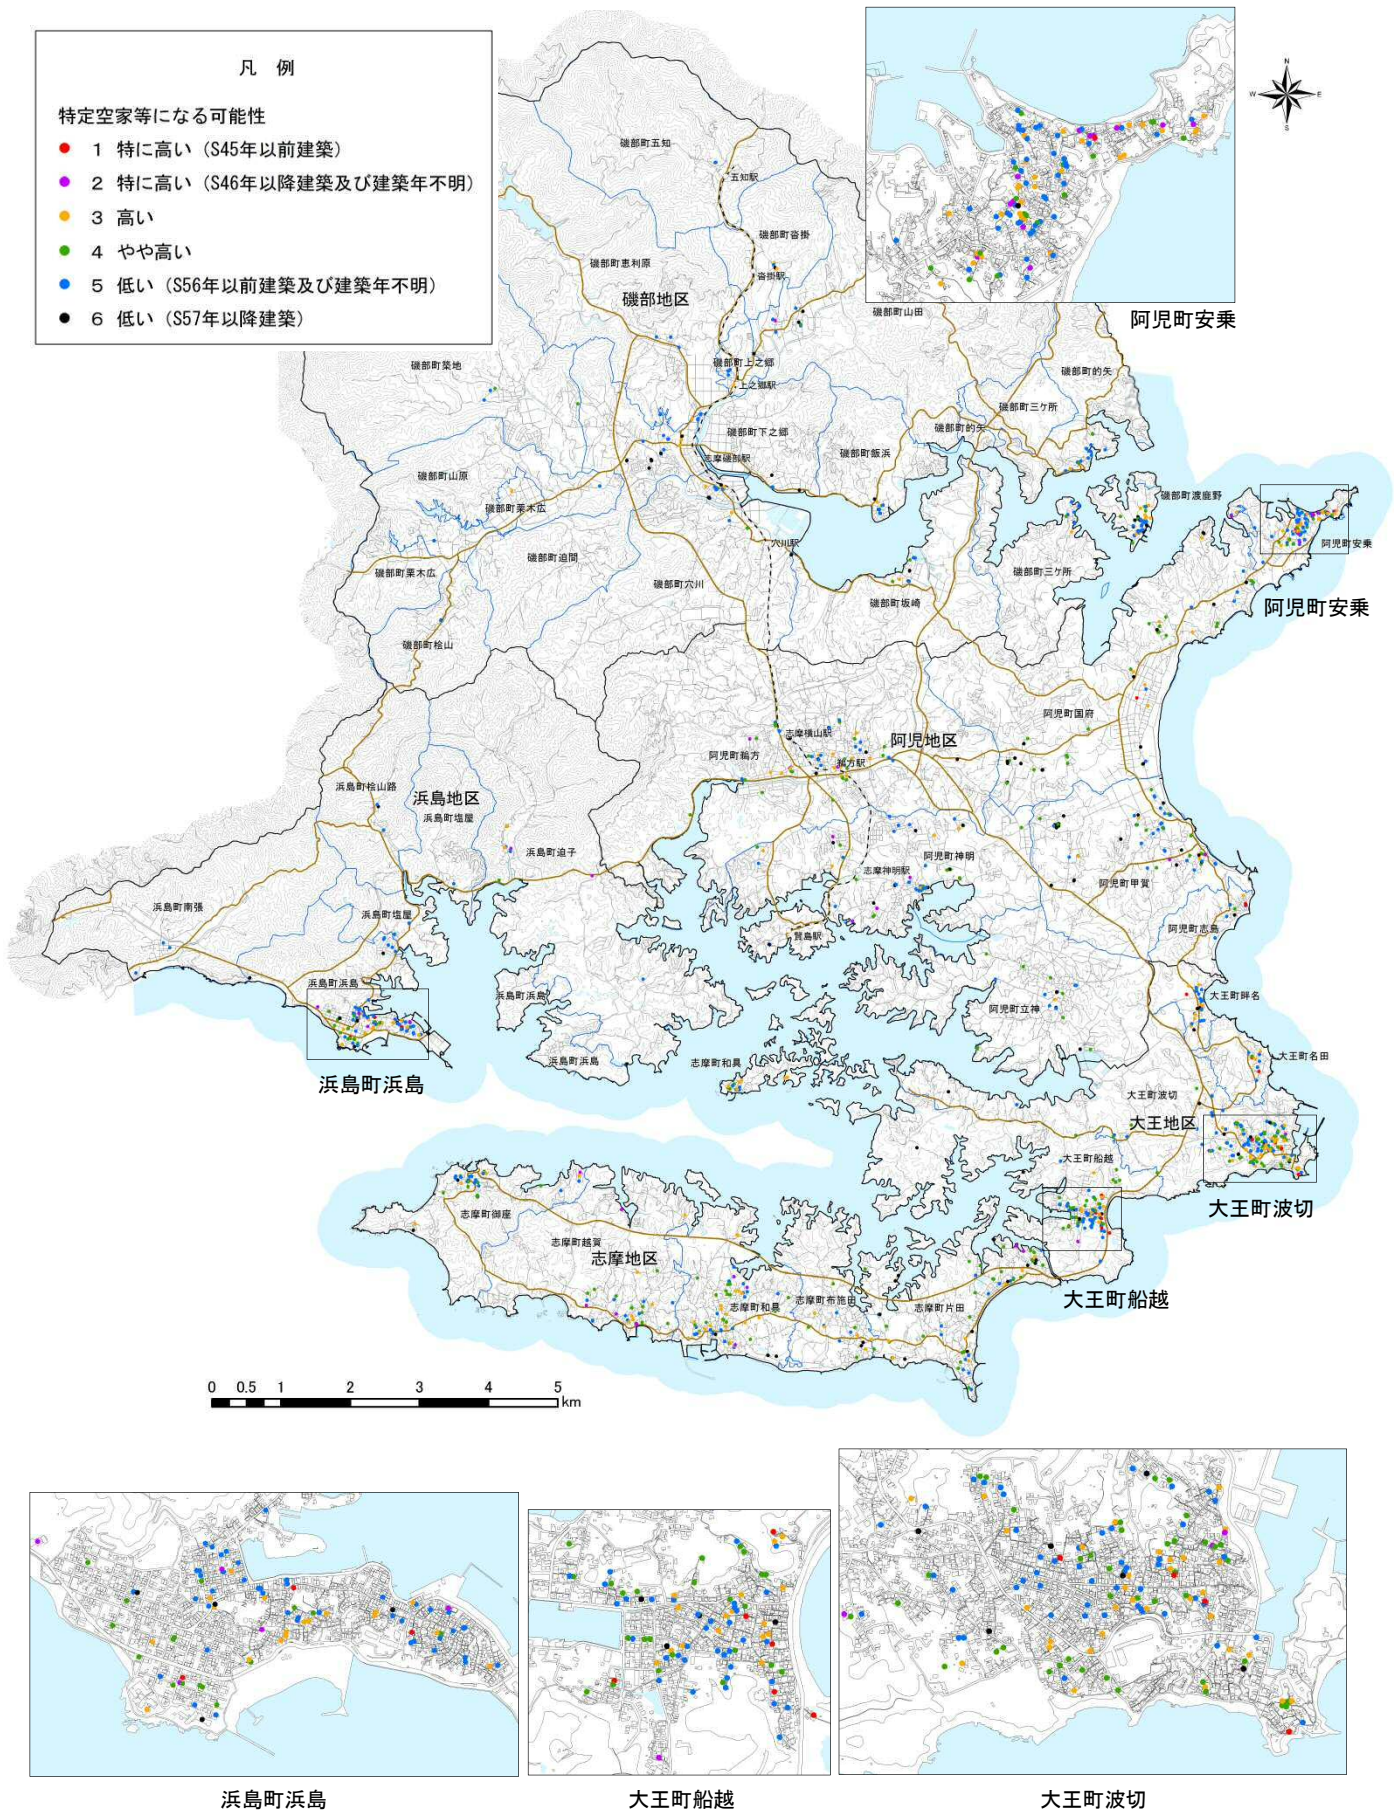 凡 例
特定空家等になる可能性
1 特に高い（S45年以前建築）
2 特に高い（S46年以降建築及び建築年不明）
3 高い
4 やや高い
5 低い（S56年以前建築及び建築年不明）
6 低い（S57年以降建築）
N
W E
S
阿児町安乗
磯部町五知
五知駅
磯部町沓掛
沓掛駅
磯部町恵利原
磯部地区
磯部町山田
磯部町築地
磯部町上之郷
上之郷駅
磯部町的矢
磯部町三ケ所
磯部町的矢
磯部町下之郷
志摩磯部駅
磯部町飯浜
磯部町山原
磯部町栗木広
磯部町渡鹿野
阿児町安乗
磯部町迫間
穴川駅
磯部町栗木広
磯部町穴川
磯部町三ケ所
磯部町坂崎
阿児町安乗
磯部町桧山
阿児町国府
志摩横山駅
阿児地区
阿児町鵜方
鵜方駅
浜島町桧山路
浜島地区
浜島町塩屋
浜島町迫子
阿児町神明
志摩神明駅
阿児町甲賀
浜島町南張
浜島町塩屋
阿児町志島
賢島駅
浜島町浜島
浜島町浜島
大王町畔名
阿児町立神
浜島町浜島
志摩町和具
大王町名田
浜島町浜島
大王町波切
大王地区
大王町船越
大王町波切
志摩町御座
志摩町越賀
志摩地区
志摩町和具
志摩町布施田
志摩町片田
大王町船越
0 0.5 1 2 3 4 5
km
浜島町浜島
大王町船越
大王町波切